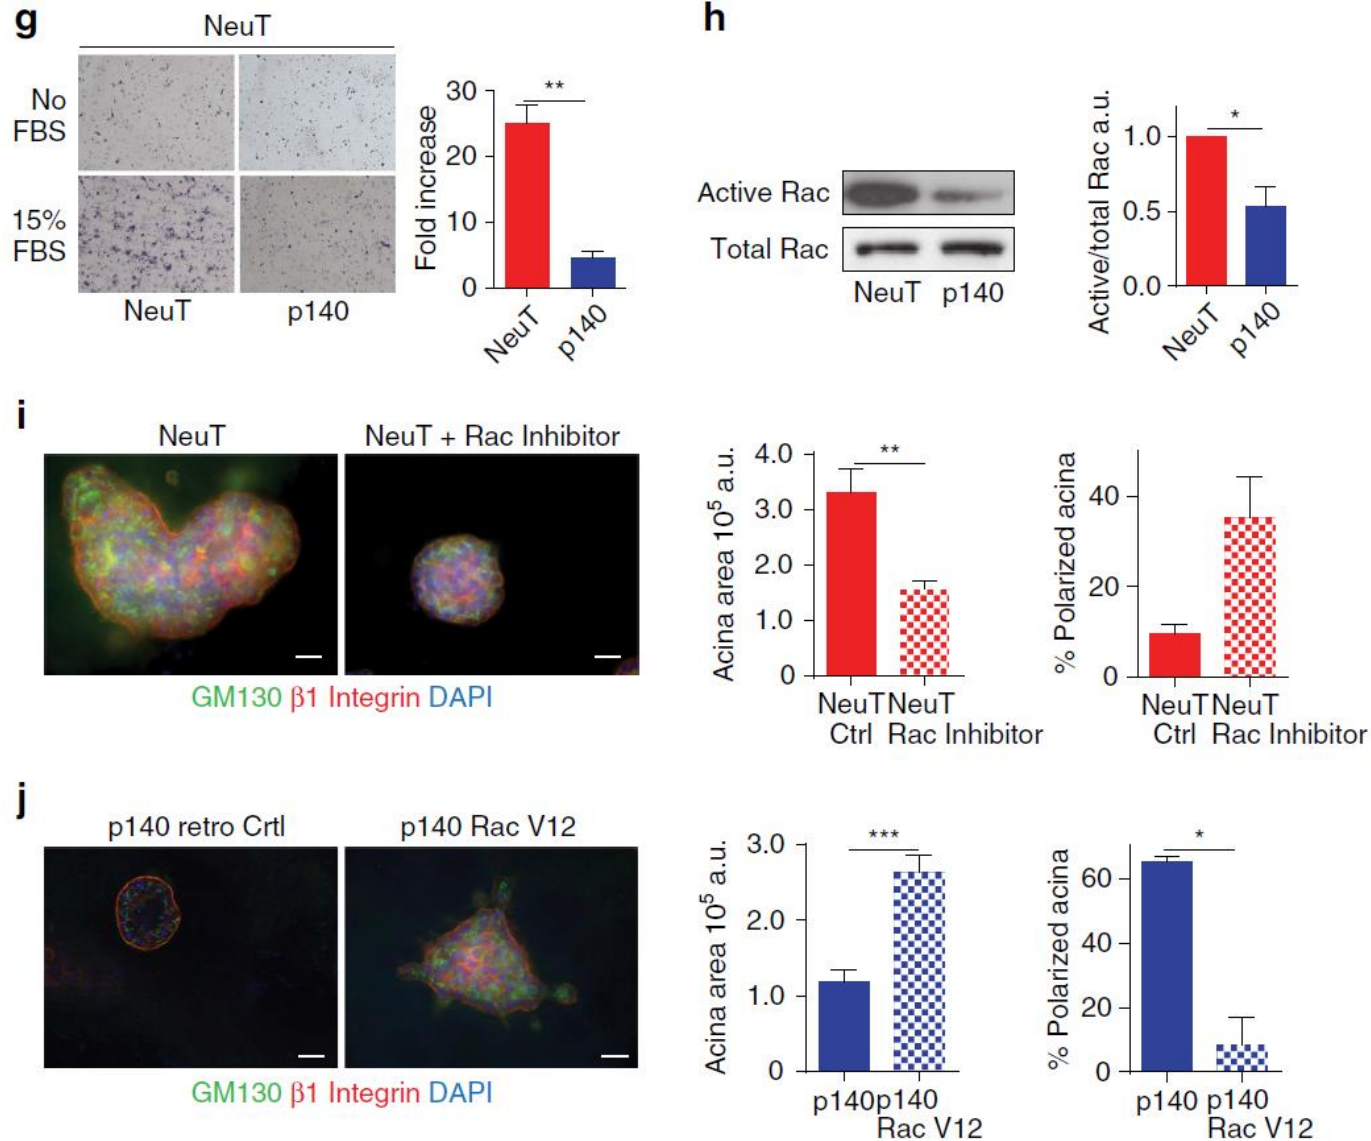 g
NeuT
No
FBS
15%
FBS
NeuT
p140
Fold increase
30
20
10
0
**
NeuT
p140
h
Active Rac
Total Rac
NeuT
p140
Active/total Rac a.u.
1.0
0.5
0.0
*
NeuT
p140
i
NeuT
NeuT + Rac Inhibitor
GM130 β1 Integrin DAPI
Acina area 10⁵ a.u.
4.0
3.0
2.0
1.0
0
**
NeuT NeuT
Ctrl Rac Inhibitor
% Polarized acina
40
20
0
NeuT NeuT
Ctrl Rac Inhibitor
j
p140 retro Crtl
p140 Rac V12
GM130 β1 Integrin DAPI
Acina area 10⁵ a.u.
3.0
2.0
1.0
0
***
p140 p140
Rac V12
% Polarized acina
60
40
20
0
*
p140 p140
Rac V12